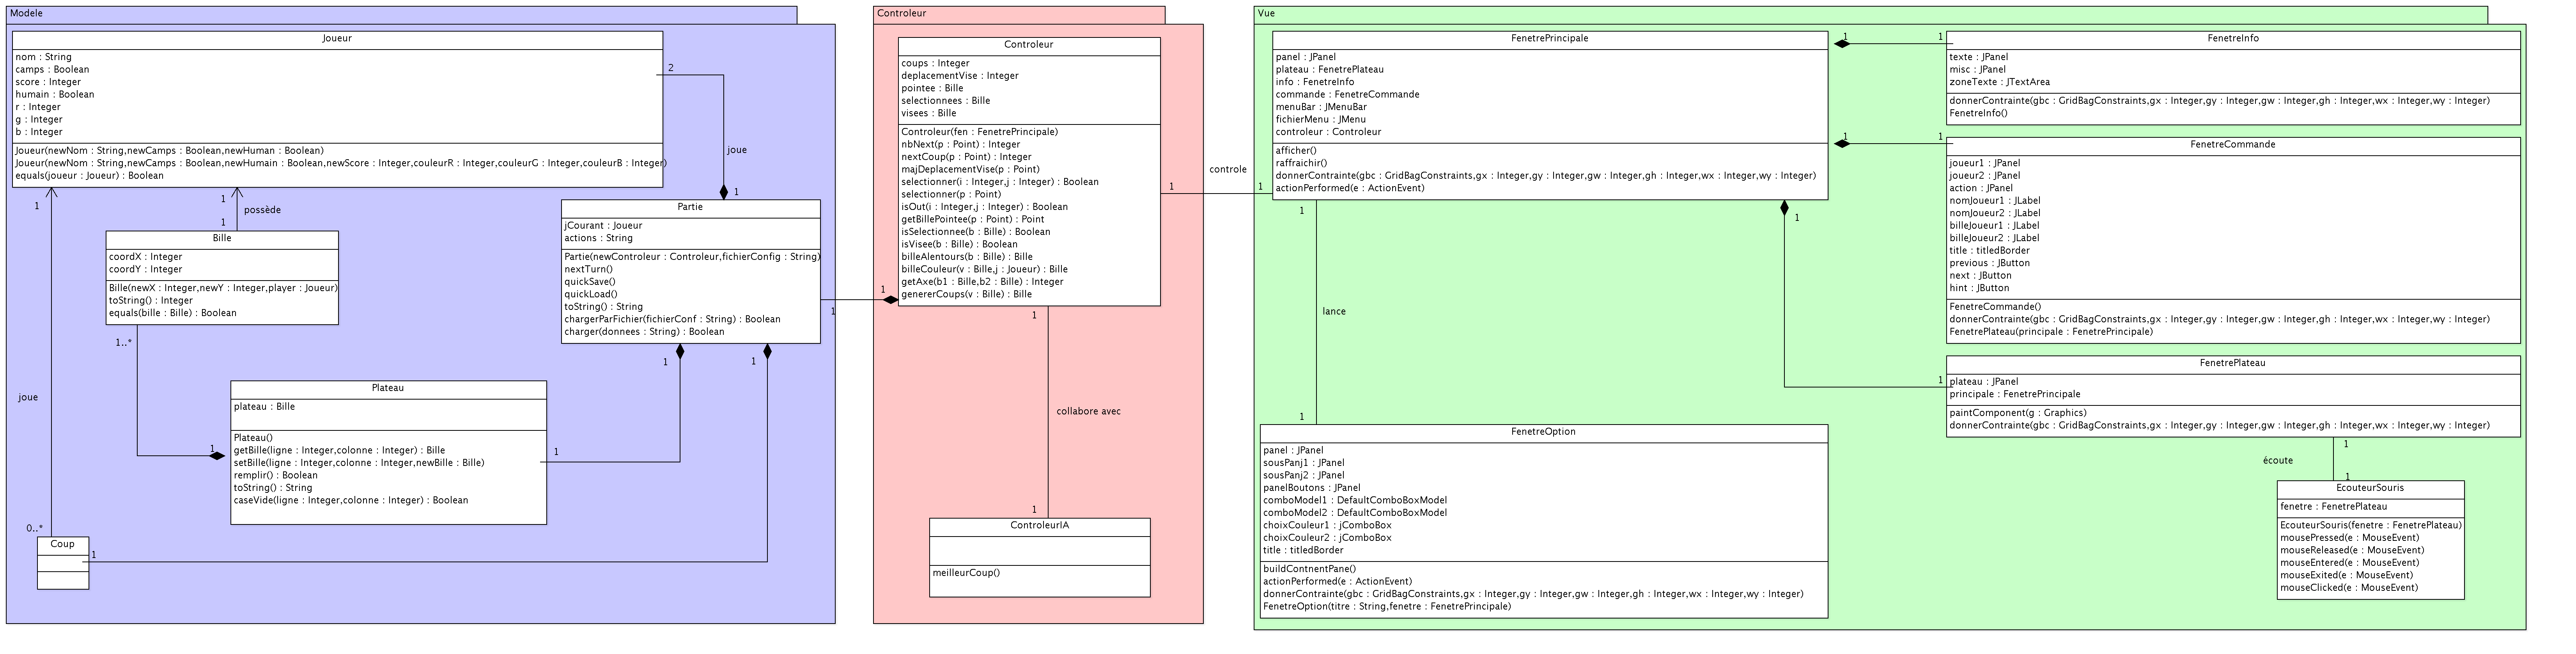 Modele
Joueur
nom : String
camps : Boolean
score : Integer
humain : Boolean
r : Integer
g : Integer
b : Integer
Joueur(newNom : String,newCamps : Boolean,newHuman : Boolean)
Joueur(newNom : String,newCamps : Boolean,newHumain : Boolean,newScore : Integer,couleurR : Integer,couleurG : Integer,couleurB : Integer)
equals(joueur : Joueur) : Boolean
2
joue
1
1
1
possède
1
Bille
coordX : Integer
coordY : Integer
Bille(newX : Integer,newY : Integer,player : Joueur)
toString() : Integer
equals(bille : Bille) : Boolean
1..*
Partie
jCourant : Joueur
actions : String
Partie(newControleur : Controleur,fichierConfig : String)
nextTurn()
quickSave()
quickLoad()
toString() : String
chargerParFichier(fichierConf : String) : Boolean
charger(donnees : String) : Boolean
1
1
1
1
Plateau
plateau : Bille
Plateau()
getBille(ligne : Integer,colonne : Integer) : Bille
setBille(ligne : Integer,colonne : Integer,newBille : Bille)
remplir() : Boolean
toString() : String
caseVide(ligne : Integer,colonne : Integer) : Boolean
1
1
joue
0..*
Coup
1
Controleur
Controleur
coups : Integer
deplacementVise : Integer
pointee : Bille
selectionnees : Bille
visees : Bille
Controleur(fen : FenetrePrincipale)
nbNext(p : Point) : Integer
nextCoup(p : Point) : Integer
majDeplacementVise(p : Point)
selectionner(i : Integer,j : Integer) : Boolean
selectionner(p : Point)
isOut(i : Integer,j : Integer) : Boolean
getBillePointee(p : Point) : Point
isSelectionnee(b : Bille) : Boolean
isVisee(b : Bille) : Boolean
billeAlentours(b : Bille) : Bille
billeCouleur(v : Bille,j : Joueur) : Bille
getAxe(b1 : Bille,b2 : Bille) : Integer
genererCoups(v : Bille) : Bille
1
collabore avec
1
ControleurIA
meilleurCoup()
controle
1
1
Vue
FenetrePrincipale
panel : JPanel
plateau : FenetrePlateau
info : FenetreInfo
commande : FenetreCommande
menuBar : JMenuBar
fichierMenu : JMenu
controleur : Controleur
afficher()
raffraichir()
donnerContrainte(gbc : GridBagConstraints,gx : Integer,gy : Integer,gw : Integer,gh : Integer,wx : Integer,wy : Integer)
actionPerformed(e : ActionEvent)
1
lance
1
FenetreOption
panel : JPanel
sousPanj1 : JPanel
sousPanj2 : JPanel
panelBoutons : JPanel
comboModel1 : DefaultComboBoxModel
comboModel2 : DefaultComboBoxModel
choixCouleur1 : jComboBox
choixCouleur2 : jComboBox
title : titledBorder
buildContnentPane()
actionPerformed(e : ActionEvent)
donnerContrainte(gbc : GridBagConstraints,gx : Integer,gy : Integer,gw : Integer,gh : Integer,wx : Integer,wy : Integer)
FenetreOption(titre : String,fenetre : FenetrePrincipale)
1
1
FenetreInfo
texte : JPanel
misc : JPanel
zoneTexte : JTextArea
donnerContrainte(gbc : GridBagConstraints,gx : Integer,gy : Integer,gw : Integer,gh : Integer,wx : Integer,wy : Integer)
FenetreInfo()
1
1
FenetreCommande
joueur1 : JPanel
joueur2 : JPanel
action : JPanel
nomJoueur1 : JLabel
nomJoueur2 : JLabel
billeJoueur1 : JLabel
billeJoueur2 : JLabel
title : titledBorder
previous : JButton
next : JButton
hint : JButton
FenetreCommande()
donnerContrainte(gbc : GridBagConstraints,gx : Integer,gy : Integer,gw : Integer,gh : Integer,wx : Integer,wy : Integer)
FenetrePlateau(principale : FenetrePrincipale)
1
1
FenetrePlateau
plateau : JPanel
principale : FenetrePrincipale
paintComponent(g : Graphics)
donnerContrainte(gbc : GridBagConstraints,gx : Integer,gy : Integer,gw : Integer,gh : Integer,wx : Integer,wy : Integer)
1
écoute
1
EcouteurSouris
fenetre : FenetrePlateau
EcouteurSouris(fenetre : FenetrePlateau)
mousePressed(e : MouseEvent)
mouseReleased(e : MouseEvent)
mouseEntered(e : MouseEvent)
mouseExited(e : MouseEvent)
mouseClicked(e : MouseEvent)